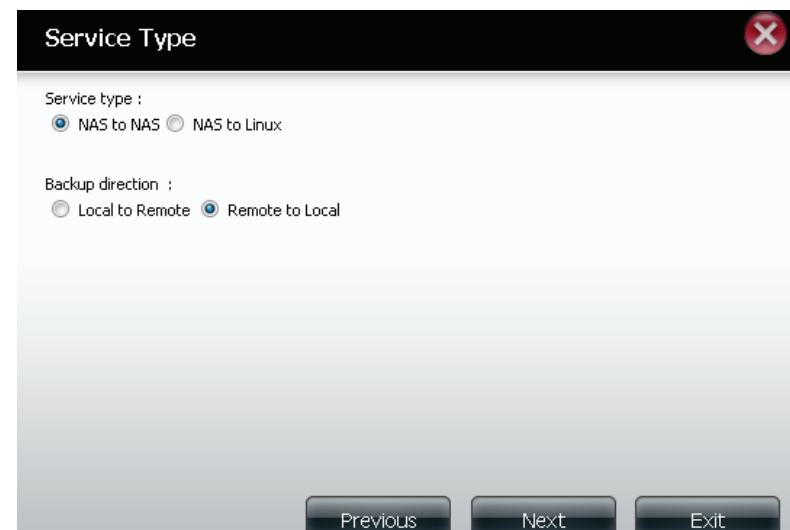 Service Type
Service type :
NAS to NAS NAS to Linux
Backup direction :
Local to Remote Remote to Local
Previous Next Exit